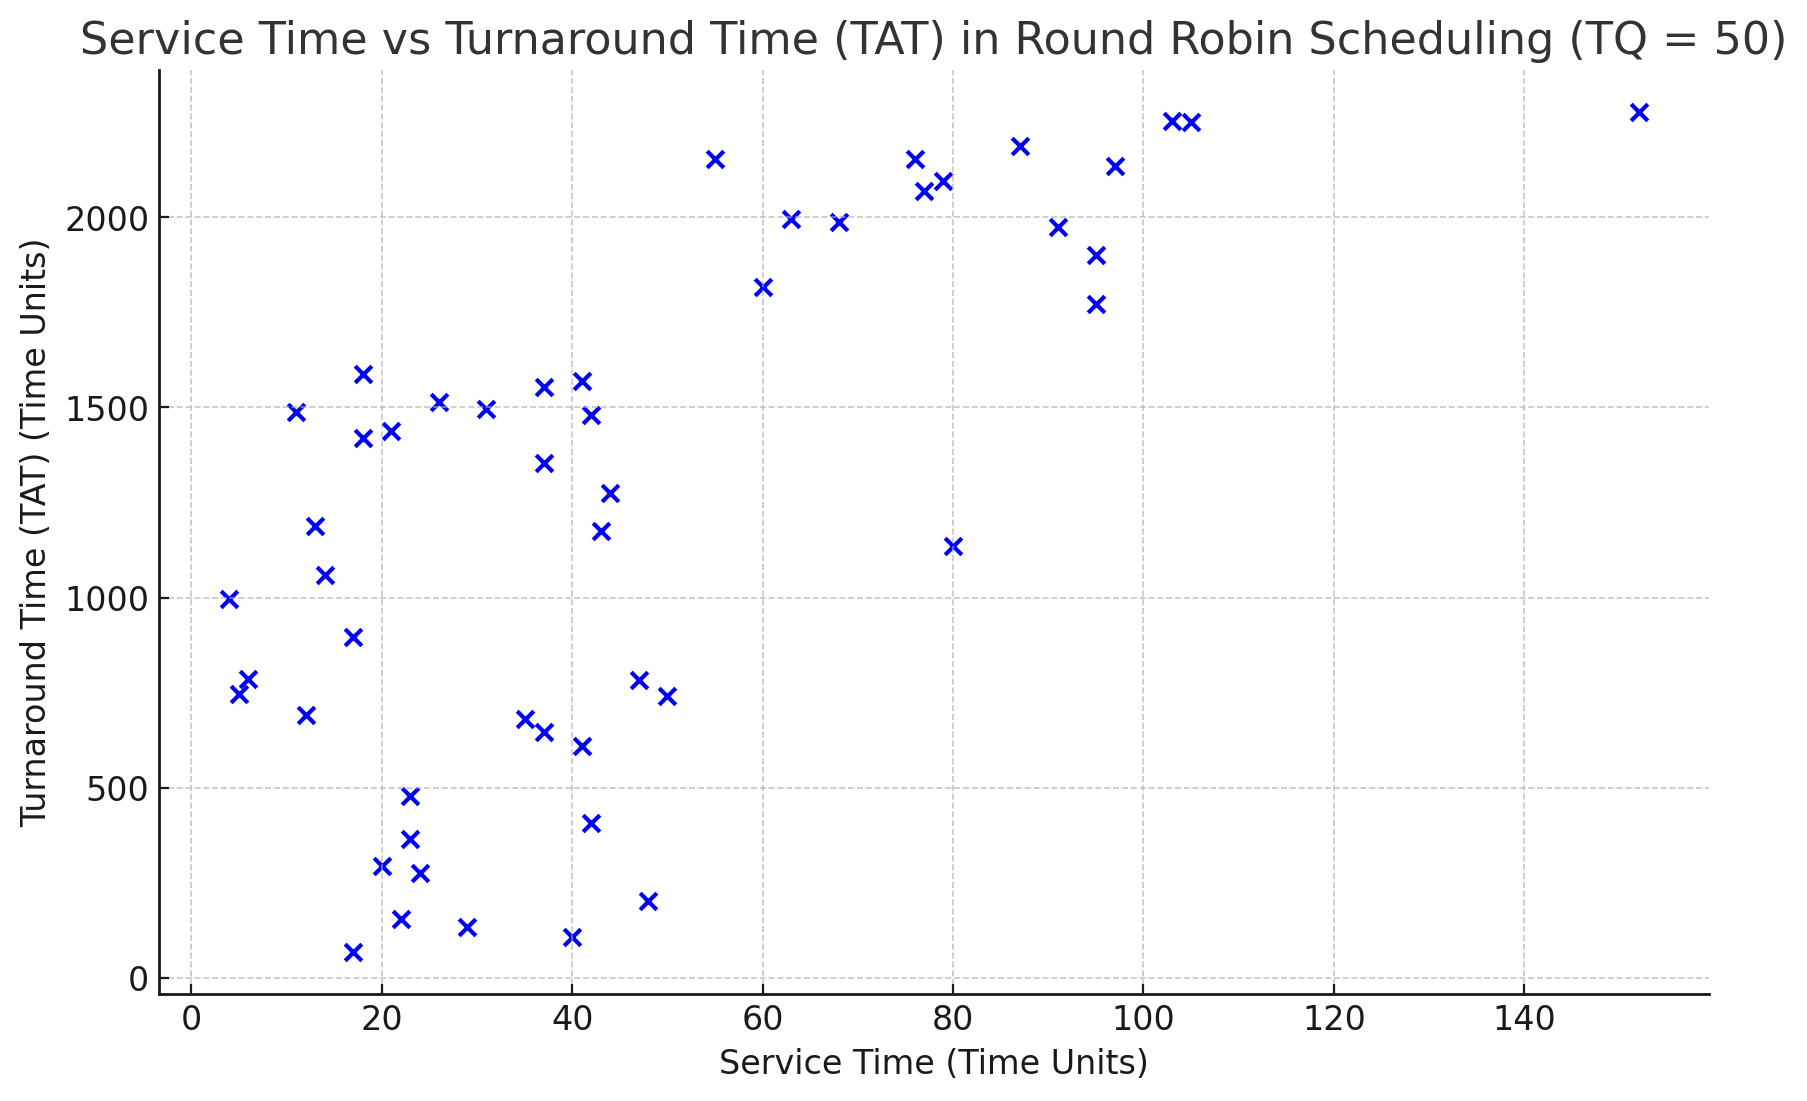 Service Time vs Turnaround Time (TAT) in Round Robin Scheduling (TQ = 50)
Turnaround Time (TAT) (Time Units)
2000
1500
1000
500
0
0 20 40 60 80 100 120 140
Service Time (Time Units)